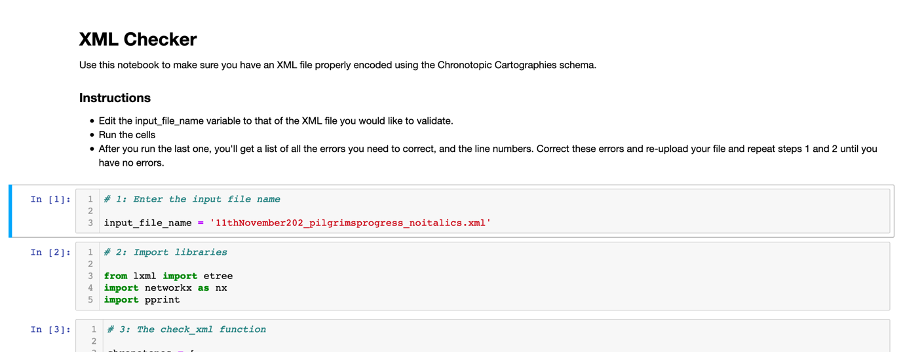 XML Checker
Use this notebook to make sure you have an XML file properly encoded using the Chronotopic Cartographies schema.
Instructions
• Edit the input_file_name variable to that of the XML file you would like to validate.
• Run the cells
• After you run the last one, you'll get a list of all the errors you need to correct, and the line numbers. Correct these errors and re-upload your file and repeat steps 1 and 2 until you
have no errors.
In [1]: 1 # 1: Enter the input file name
2
3 input_file_name = '11thNovember202_pilgrimsprogress_noitalics.xml'
In [2]: 1 # 2: Import libraries
2
3 from lxml import etree
4 import networkx as nx
5 import pprint
In [3]: 1 # 3: The check_xml function
2